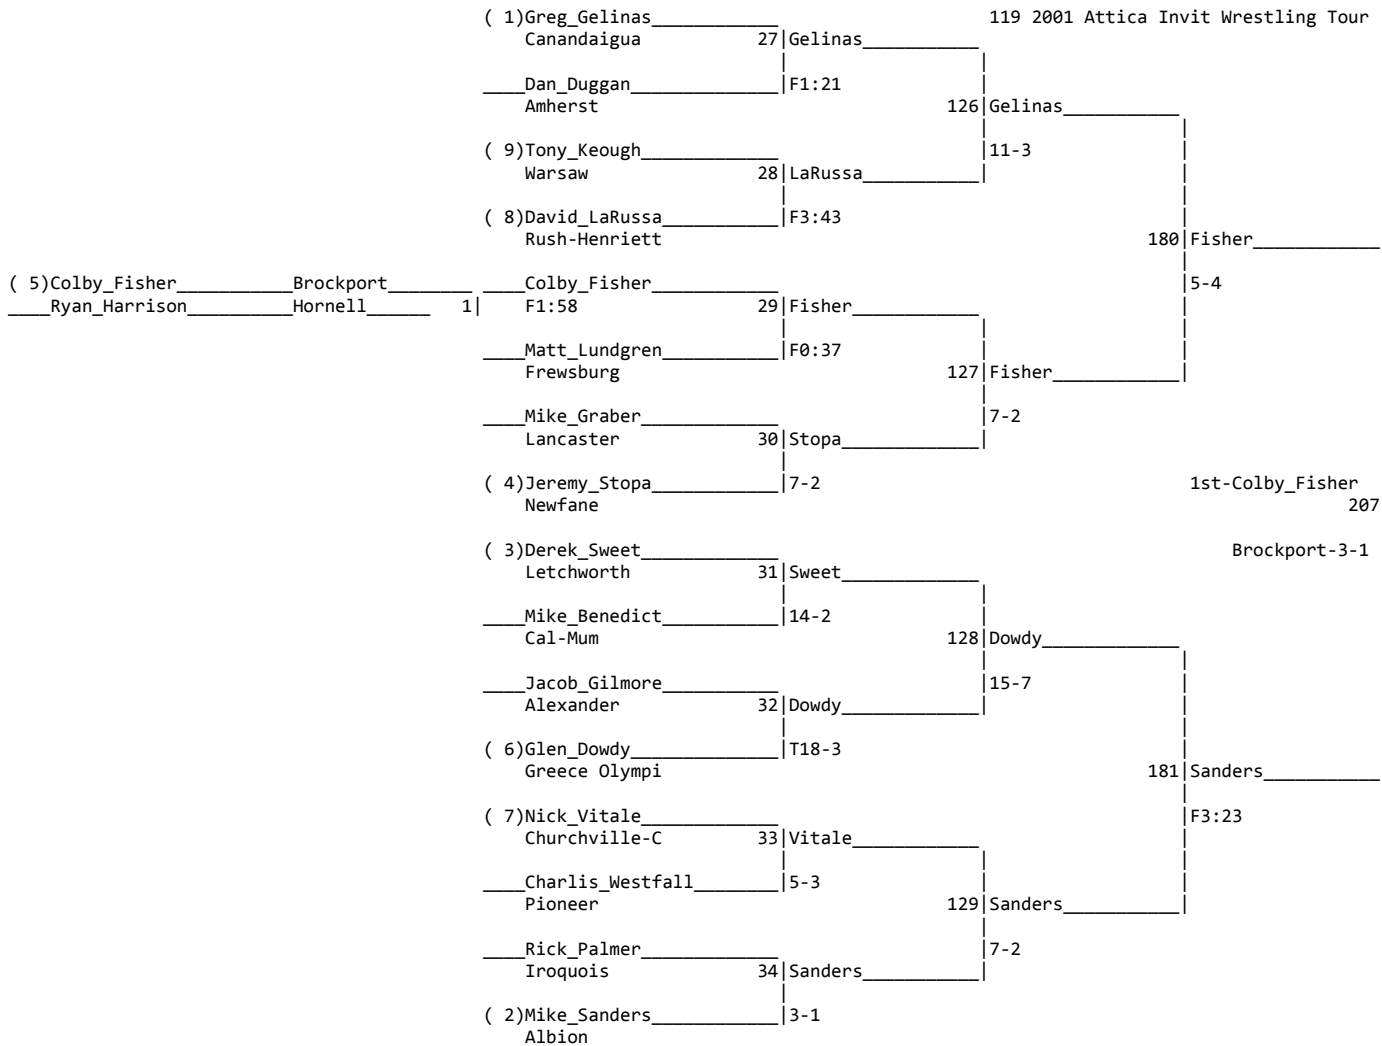 ( 1)Greg_Gelinas____________ 119 2001 Attica Invit Wrestling Tour
Canandaigua 27|Gelinas___________
| |
____Dan_Duggan______________|F1:21 |
Amherst 126|Gelinas___________
| |
( 9)Tony_Keough_____________ |11-3 |
Warsaw 28|LaRussa___________| |
| |
( 8)David_LaRussa___________|F3:43 |
Rush-Henriett 180|Fisher____________
|
( 5)Colby_Fisher___________Brockport________ ____Colby_Fisher____________ |5-4
____Ryan_Harrison__________Hornell______ 1| F1:58 29|Fisher____________ |
| | |
____Matt_Lundgren___________|F0:37 | |
Frewsburg 127|Fisher____________|
|
____Mike_Graber_____________ |7-2
Lancaster 30|Stopa_____________|
|
( 4)Jeremy_Stopa____________|7-2 1st-Colby_Fisher
Newfane 207
( 3)Derek_Sweet_____________ Brockport-3-1
Letchworth 31|Sweet_____________
| |
____Mike_Benedict___________|14-2 |
Cal-Mum 128|Dowdy_____________
| |
____Jacob_Gilmore___________ |15-7 |
Alexander 32|Dowdy_____________| |
| |
( 6)Glen_Dowdy______________|T18-3 |
Greece Olympi 181|Sanders___________
|
( 7)Nick_Vitale_____________ |F3:23
Churchville-C 33|Vitale____________ |
| | |
____Charlis_Westfall________|5-3 | |
Pioneer 129|Sanders___________|
|
____Rick_Palmer_____________ |7-2
Iroquois 34|Sanders___________|
|
( 2)Mike_Sanders____________|3-1
Albion